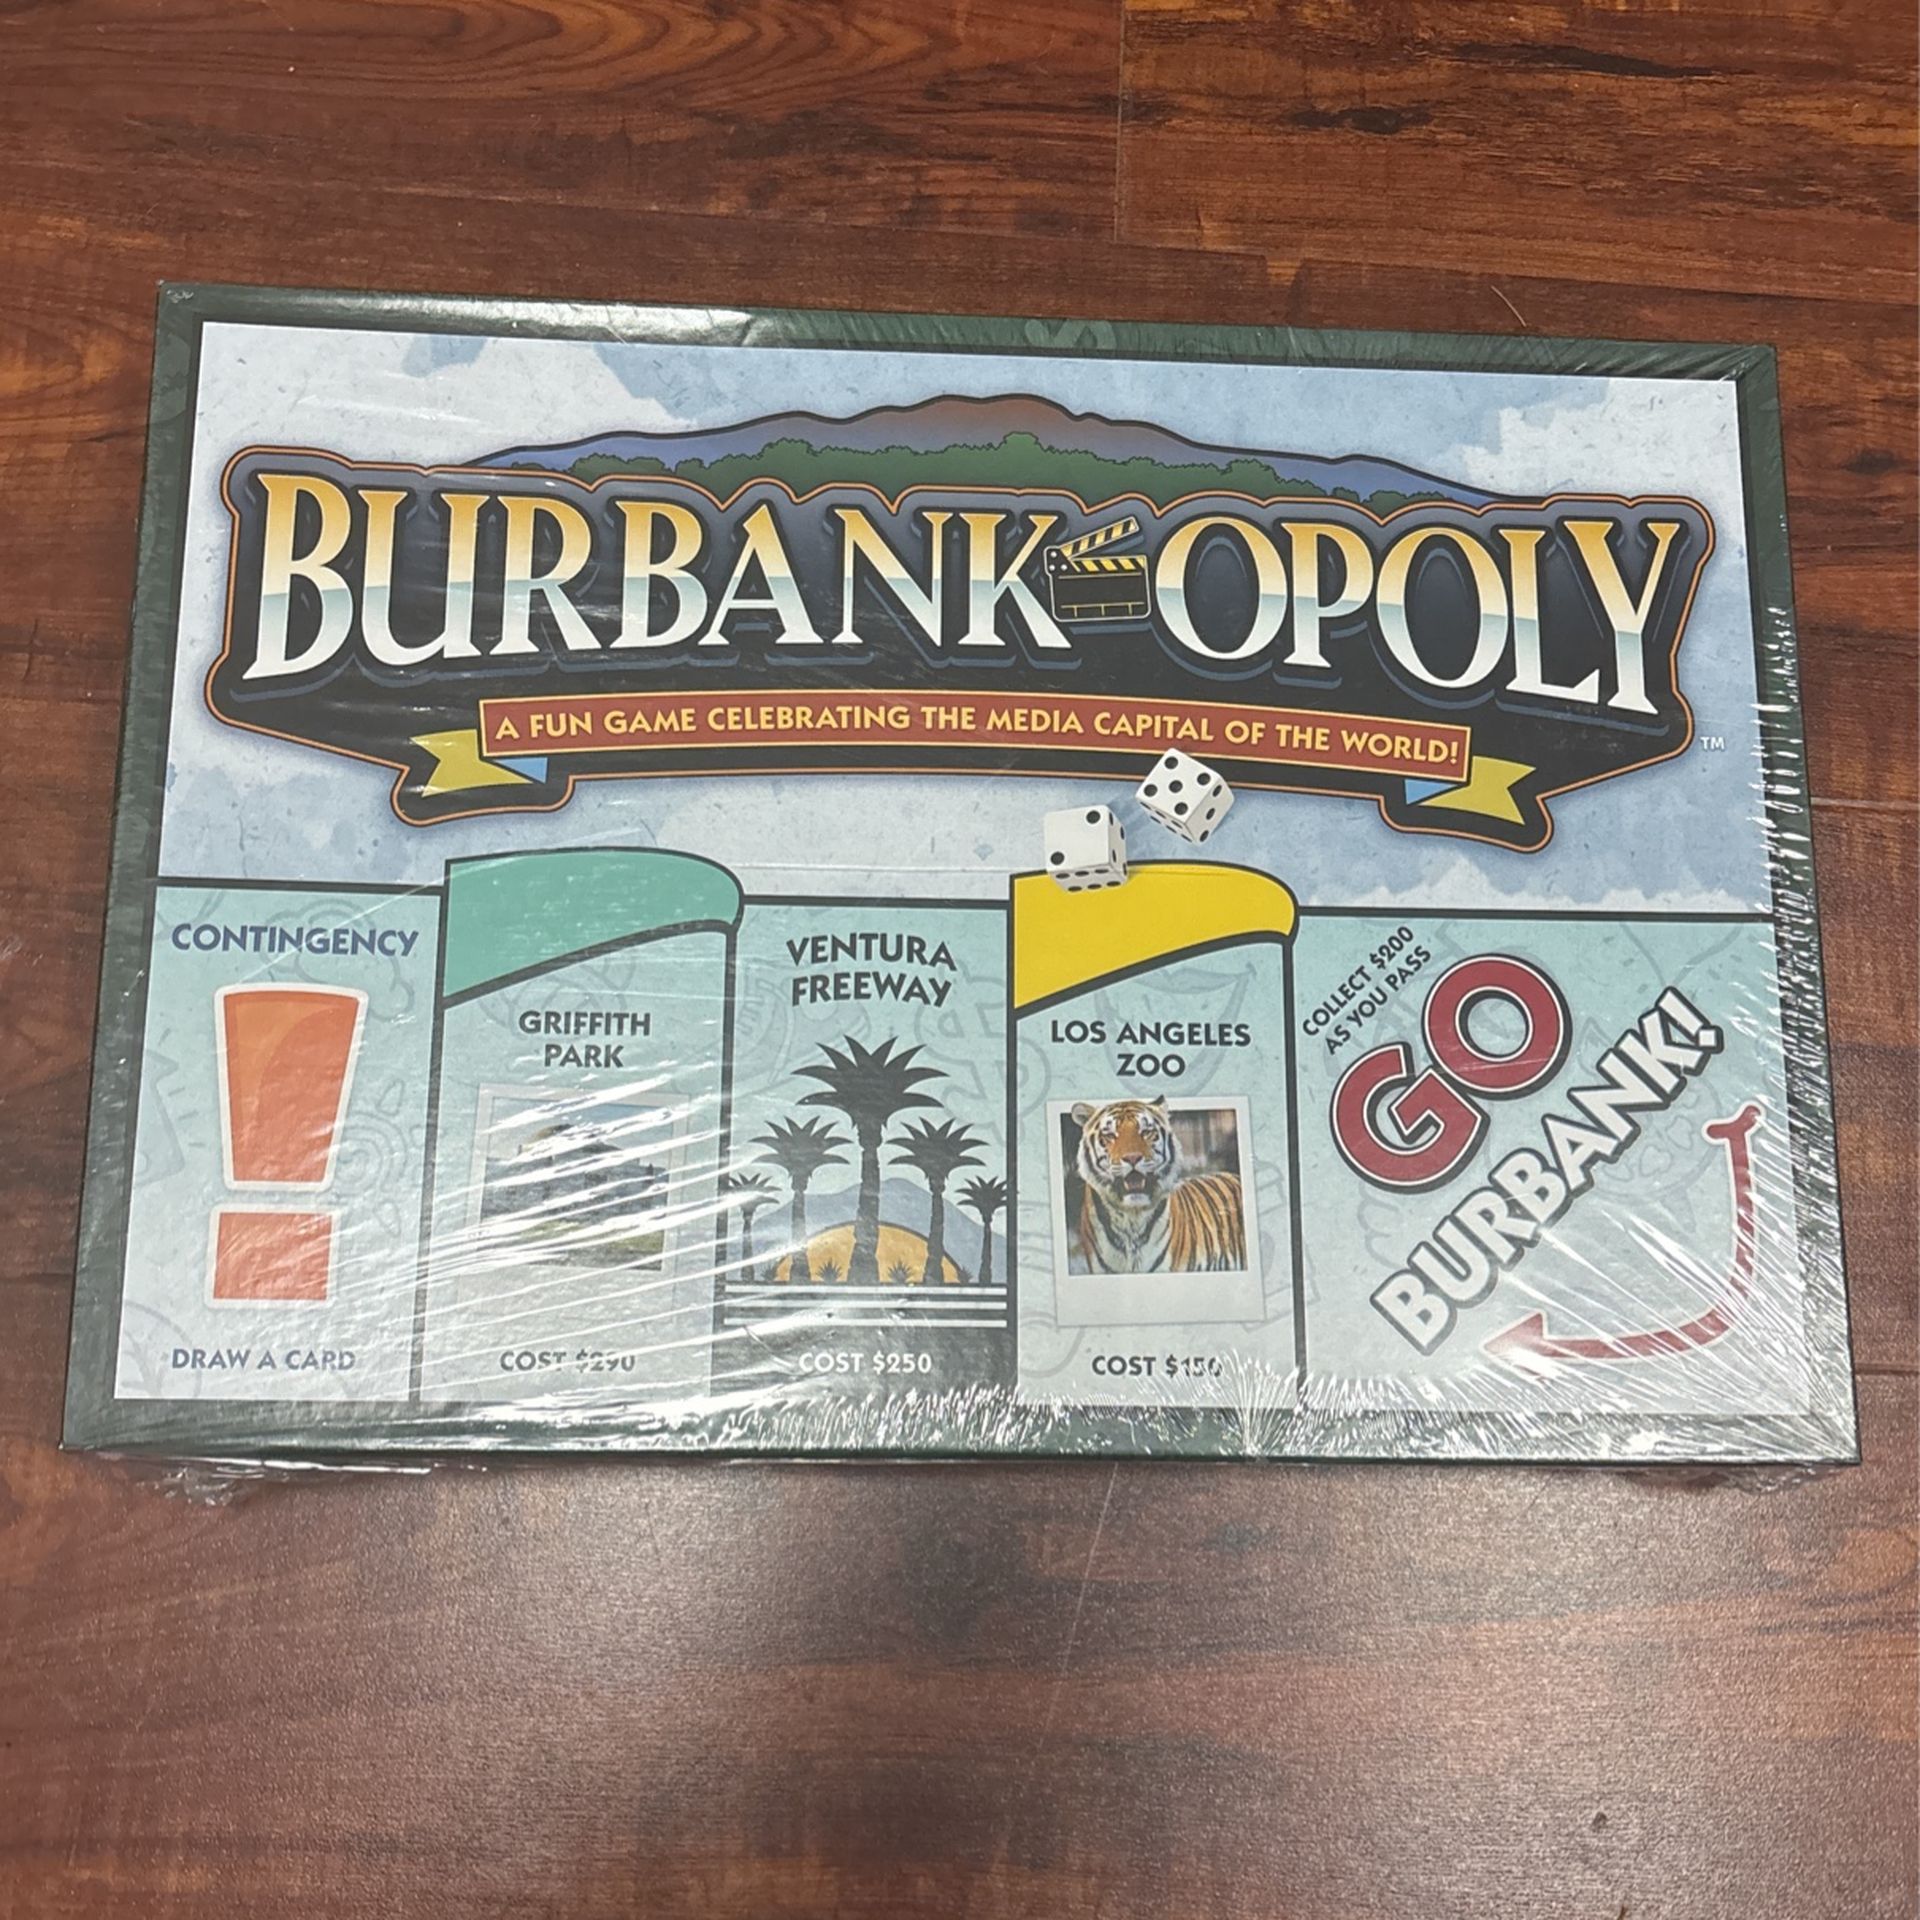 BURBANK-OPOLY
A FUN GAME CELEBRATING THE MEDIA CAPITAL OF THE WORLD!
TM
CONTINGENCY
DRAW A CARD
GRIFFITH
PARK
COST $290
VENTURA
FREEWAY
COST $250
LOS ANGELES
ZOO
COST $150
COLLECT $200
AS YOU PASS
GO
BURBANK!